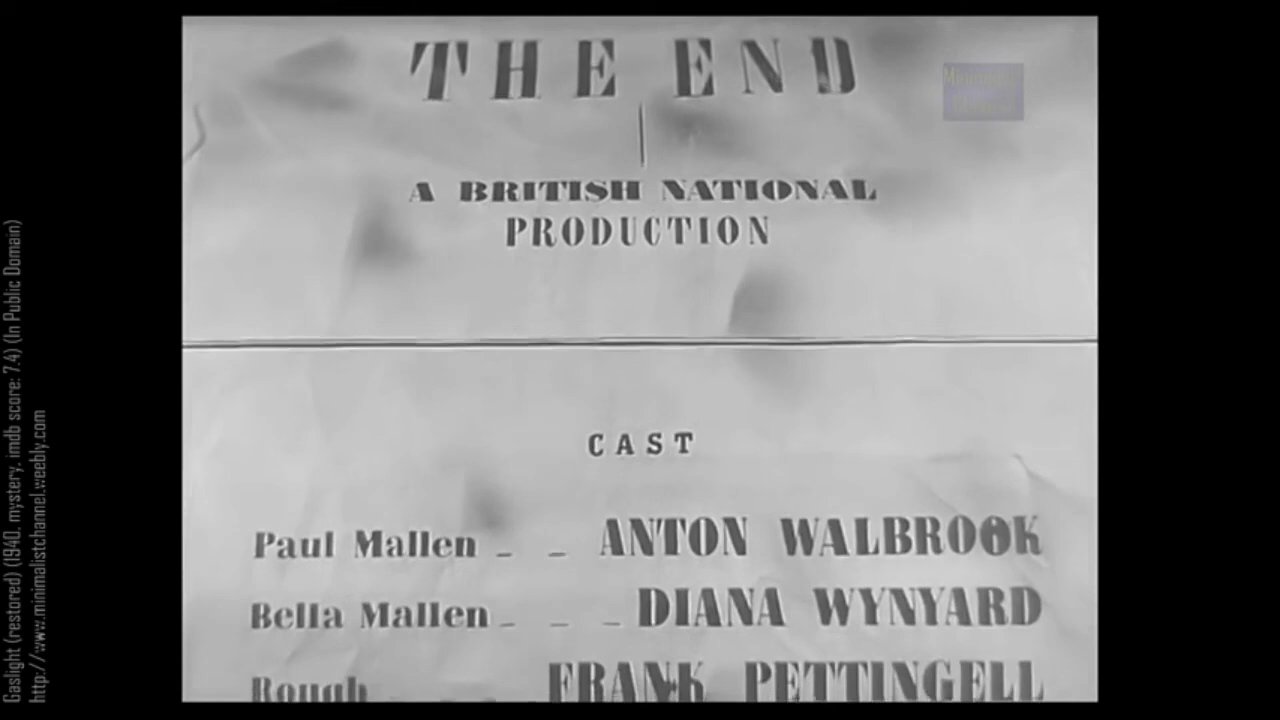 THE END
A BRITISH NATIONAL
PRODUCTION
CAST
Paul Mallen _ _ ANTON WALBROOK
Bella Mallen _ _ _ DIANA WYNYARD
Rough _ _ FRANK PETTINGELL
Gaslight (restored) (1940, mystery, imdb score: 7.4) (In Public Domain)
http://www.minimalistchannel.weebly.com